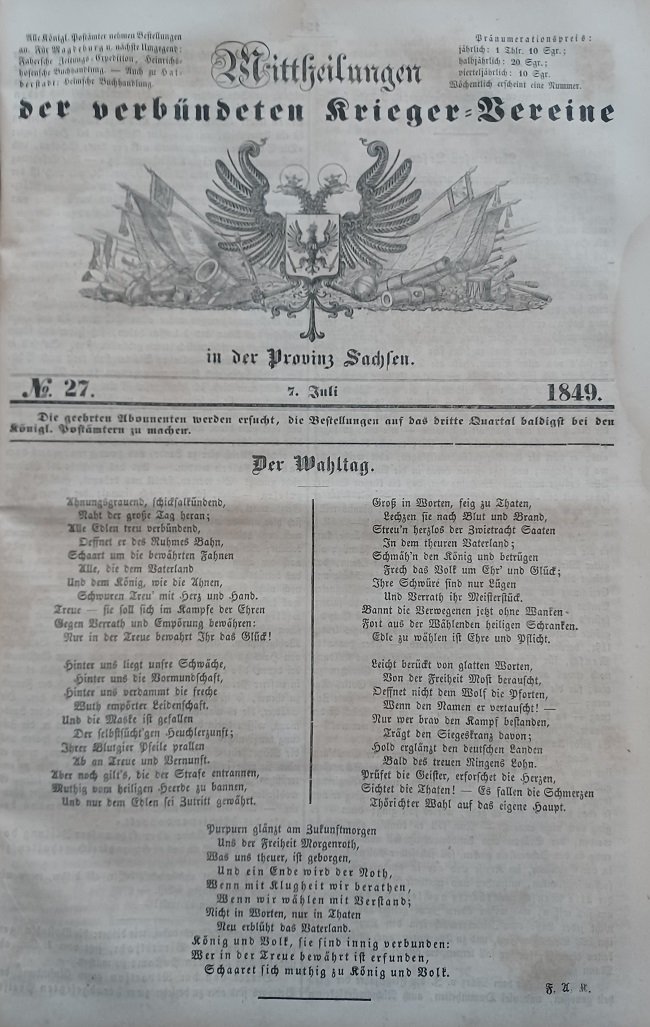 Alle Königl. Postämter nehmen Bestellungen
an. Für Magdeburg u. nächste Umgegend:
Fabersche Zeitungs-Expedition, Heinrichs-
hofensche Buchhandlung. — Auch zu Hal-
berstadt: Helmsche Buchhandlung.
Pränumerationspreis:
jährlich: 1 Thlr. 10 Sgr.;
halbjährlich: 20 Sgr.;
vierteljährlich: 10 Sgr.
Wöchentlich erscheint eine Nummer.
Mittheilungen
der verbündeten Krieger-Vereine
in der Provinz Sachsen.
No. 27.
7. Juli
1849.
Die geehrten Abonnenten werden ersucht, die Bestellungen auf das dritte Quartal baldigst bei den
Königl. Postämtern zu machen.
Der Wahltag.
Ahnungsgrauend, schicksalkündend,
Naht der große Tag heran;
Alle Edlen treu verbündend,
Oeffnet er des Ruhmes Bahn,
Schaart um die bewährten Fahnen
Alle, die dem Vaterland
Und dem König, wie die Ahnen,
Schwuren Treu' mit Herz und Hand.
Treue — sie soll sich im Kampfe der Ehren
Gegen Verrath und Empörung bewähren:
Nur in der Treue bewahrt Ihr das Glück!
Hinter uns liegt unsre Schwäche,
Hinter uns die Vormundschaft,
Hinter uns verdammt die freche
Wuth empörter Leidenschaft.
Und die Maske ist gefallen
Der selbstsücht'gen Heuchlerzunft;
Ihrer Blutgier Pfeile prallen
Ab an Treue und Vernunft.
Aber noch gilt's, die der Strafe entrannen,
Muthig vom heiligen Heerde zu bannen,
Und nur dem Edlen sei Zutritt gewährt.
Groß in Worten, feig zu Thaten,
Lechzen sie nach Blut und Brand,
Streu'n herzlos der Zwietracht Saaten
In dem theuren Vaterland;
Schmäh'n den König und betrügen
Frech das Volk um Ehr' und Glück;
Ihre Schwüre sind nur Lügen
Und Verrath ihr Meisterstück.
Bannt die Verwegenen jetzt ohne Wanken
Fort aus der Wählenden heiligen Schranken.
Edle zu wählen ist Ehre und Pflicht.
Leicht berückt von glatten Worten,
Von der Freiheit Most berauscht,
Oeffnet nicht dem Wolf die Pforten,
Wenn den Namen er vertauscht! —
Nur wer brav den Kampf bestanden,
Trägt den Siegeskranz davon;
Hold erglänzt den deutschen Landen
Bald des treuen Ringens Lohn.
Prüfet die Geister, erforschet die Herzen,
Sichtet die Thaten! — Es fallen die Schmerzen
Thörichter Wahl auf das eigene Haupt.
Purpurn glänzt am Zukunftmorgen
Uns der Freiheit Morgenroth,
Was uns theuer, ist geborgen,
Und ein Ende wird der Noth,
Wenn mit Klugheit wir berathen,
Wenn wir wählen mit Verstand;
Nicht in Worten, nur in Thaten
Neu erblüht das Vaterland.
König und Volk, sie sind innig verbunden:
Wer in der Treue bewährt ist erfunden,
Schaaret sich muthig zu König und Volk.
F. A. K.